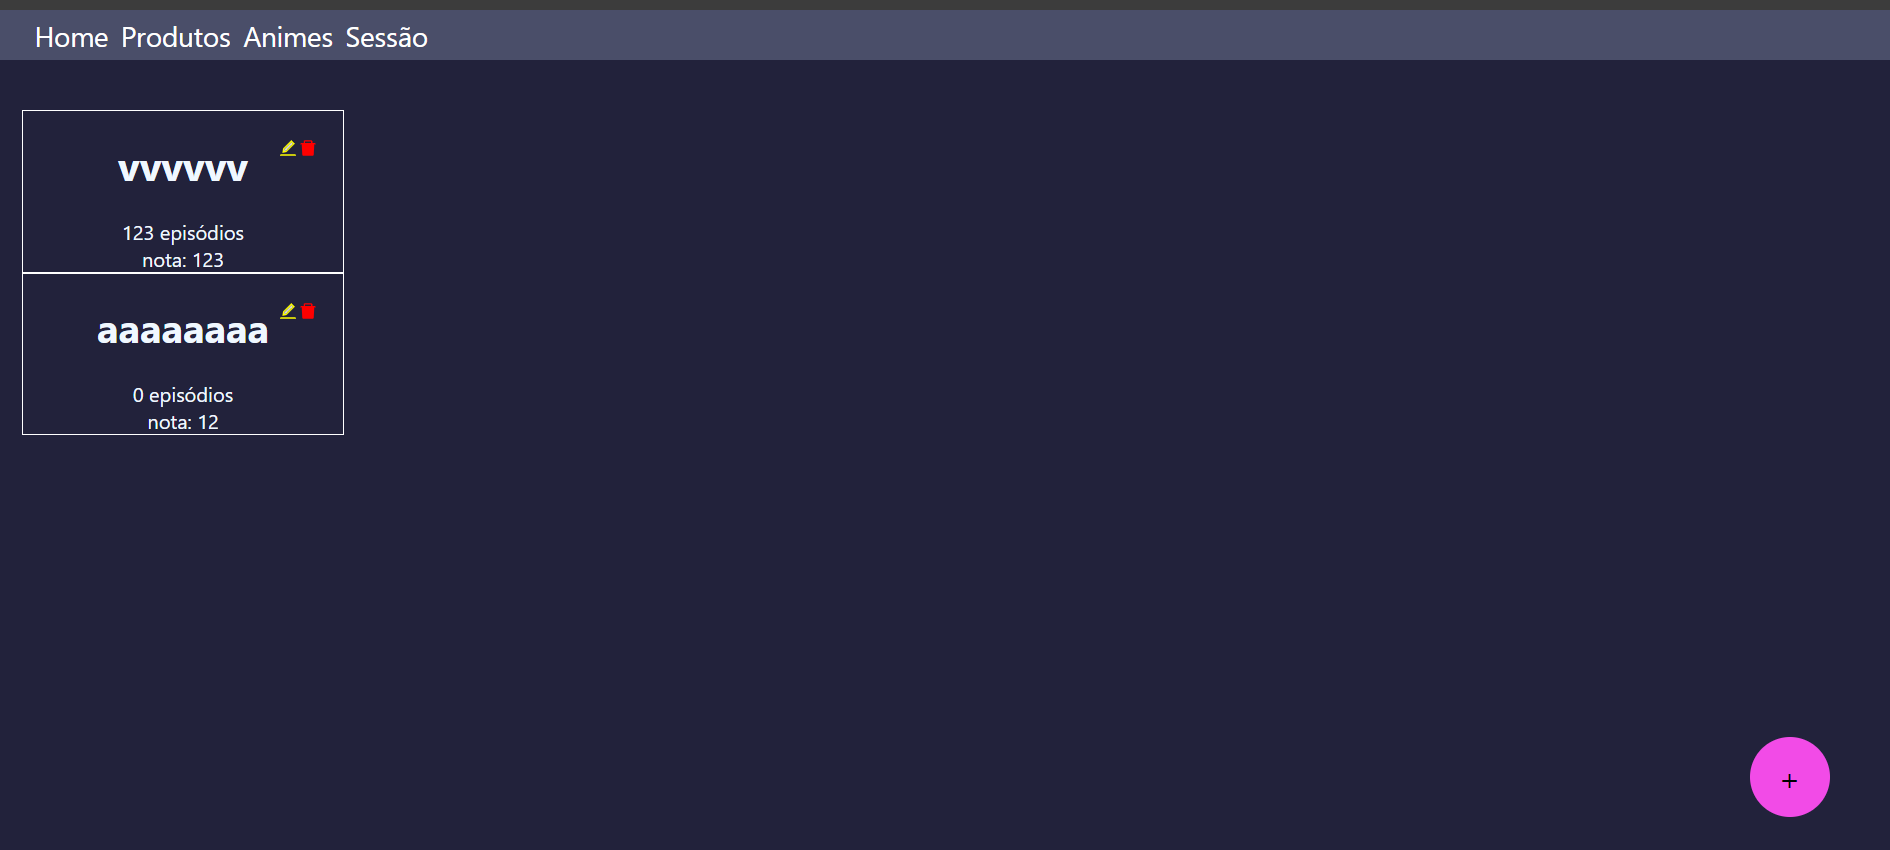 Home Produtos Animes Sessão
vvvvvv
123 episódios
nota: 123
aaaaaaaa
0 episódios
nota: 12
+